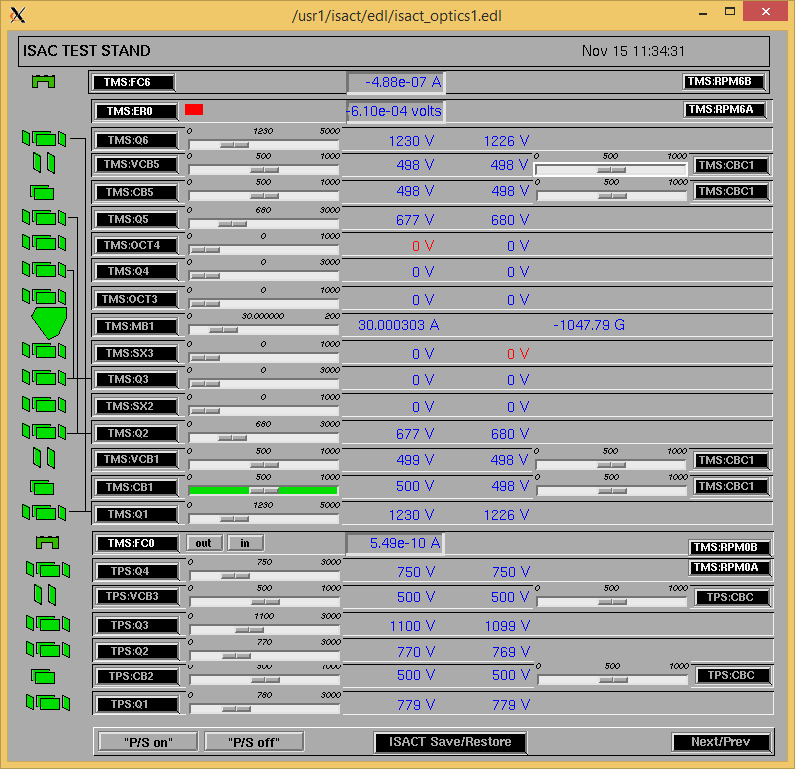 /usr1/isact/edl/isact_optics1.edl
ISAC TEST STAND Nov 15 11:34:31
TMS:FC6 -4.88e-07 A TMS:RPM6B
TMS:ER0 -6.10e-04 volts TMS:RPM6A
0 1230 5000
TMS:Q6 1230 V 1226 V
0 500 1000 0 500 1000
TMS:VCB5 498 V 498 V TMS:CBC1
0 500 1000 0 500 1000
TMS:CB5 498 V 498 V TMS:CBC1
0 680 3000
TMS:Q5 677 V 680 V
0 0 1000
TMS:OCT4 0 V 0 V
0 0 3000
TMS:Q4 0 V 0 V
0 0 1000
TMS:OCT3 0 V 0 V
0 30.000000 200
TMS:MB1 30.000303 A -1047.79 G
0 0 1000
TMS:SX3 0 V 0 V
0 0 3000
TMS:Q3 0 V 0 V
0 0 1000
TMS:SX2 0 V 0 V
0 680 3000
TMS:Q2 677 V 680 V
0 500 1000 0 500 1000
TMS:VCB1 499 V 498 V TMS:CBC1
0 500 1000 0 500 1000
TMS:CB1 500 V 498 V TMS:CBC1
0 1230 5000
TMS:Q1 1230 V 1226 V
TMS:FC0 out in 5.49e-10 A TMS:RPM0B
0 750 3000 TMS:RPM0A
TPS:Q4 750 V 750 V
0 500 1000 0 500 1000
TPS:VCB3 500 V 500 V TPS:CBC
0 1100 3000
TPS:Q3 1100 V 1099 V
0 770 3000
TPS:Q2 770 V 769 V
0 500 1000 0 500 1000
TPS:CB2 500 V 500 V TPS:CBC
0 780 3000
TPS:Q1 779 V 779 V
"P/S on" "P/S off" ISACT Save/Restore Next/Prev